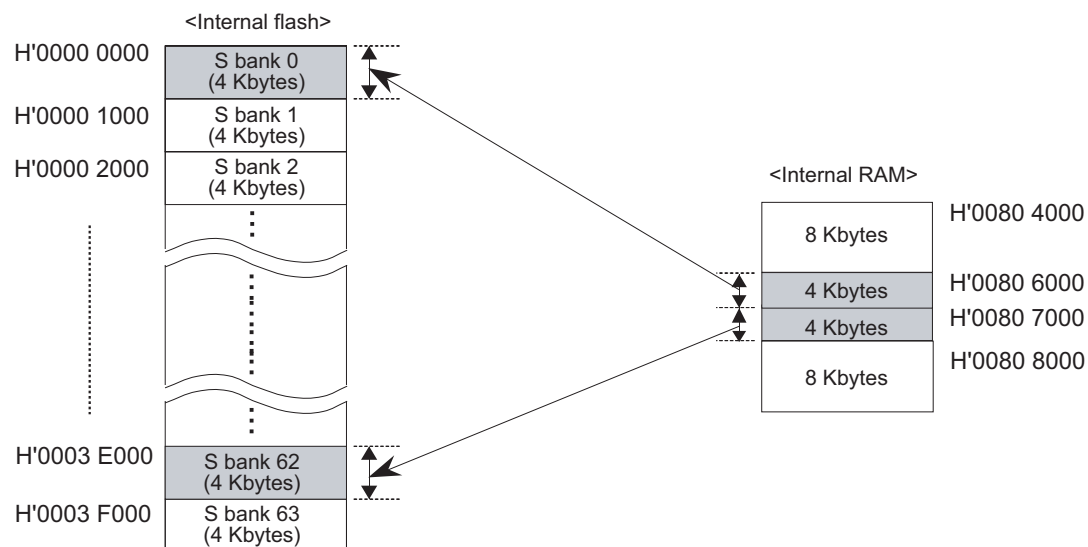 <Internal flash>
H'0000 0000
S bank 0
(4 Kbytes)
H'0000 1000
S bank 1
(4 Kbytes)
H'0000 2000
S bank 2
(4 Kbytes)
H'0003 E000
S bank 62
(4 Kbytes)
H'0003 F000
S bank 63
(4 Kbytes)
<Internal RAM>
8 Kbytes
H'0080 4000
4 Kbytes
H'0080 6000
4 Kbytes
H'0080 7000
8 Kbytes
H'0080 8000